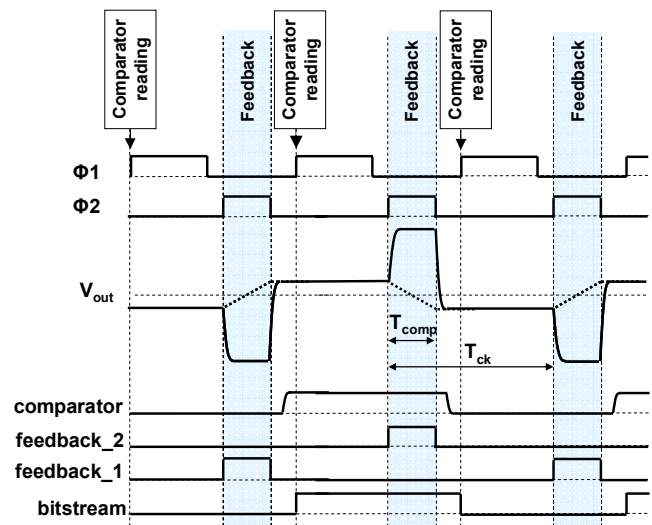 Comparator
reading
Feedback
Comparator
reading
Feedback
Comparator
reading
Feedback
Φ1
Φ2
Vout
Tcomp
Tck
comparator
feedback_2
feedback_1
bitstream